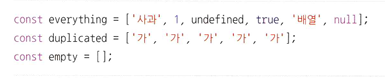 const everything = ['사과', 1, undefined, true, '배열', null];
const duplicated = ['가', '가', '가', '가', '가'];
const empty = [];